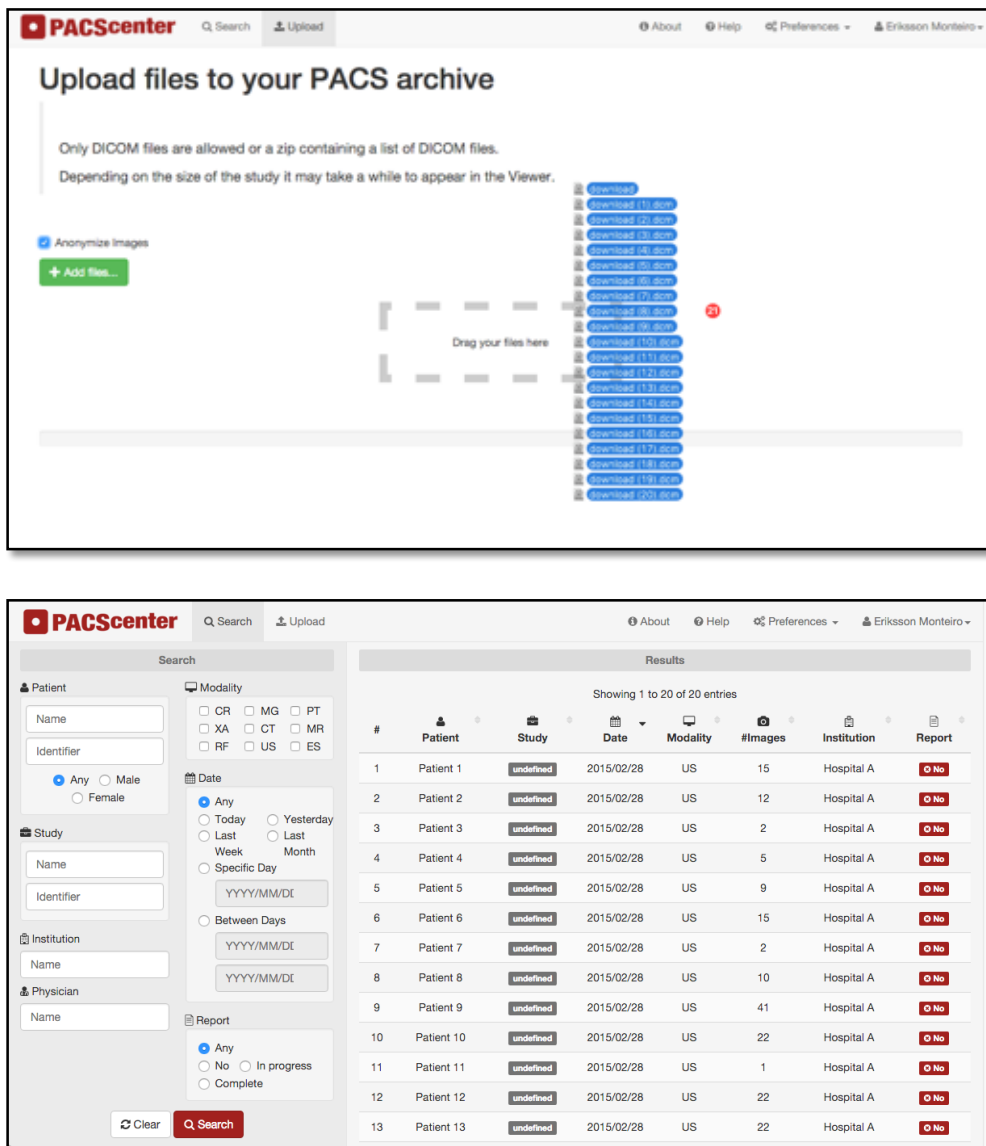 PACScenter Search Upload About Help Preferences Eriksson Monteiro
Upload files to your PACS archive
Only DICOM files are allowed or a zip containing a list of DICOM files.
Depending on the size of the study it may take a while to appear in the Viewer.
Anonymize Images
+ Add files...
Drag your files here
download
download (1).dcm
download (2).dcm
download (3).dcm
download (4).dcm
download (5).dcm
download (6).dcm
download (7).dcm
download (8).dcm
21
download (9).dcm
download (10).dcm
download (11).dcm
download (12).dcm
download (13).dcm
download (14).dcm
download (15).dcm
download (16).dcm
download (17).dcm
download (18).dcm
download (19).dcm
download (20).dcm
PACScenter Search Upload About Help Preferences Eriksson Monteiro
Search
Patient
Name
Identifier
Any Male
Female
Study
Name
Identifier
Institution
Name
Physician
Name
Modality
CR MG PT
XA CT MR
RF US ES
Date
Any
Today Yesterday
Last Week Last Month
Specific Day
YYYY/MM/DI
Between Days
YYYY/MM/DI
YYYY/MM/DI
Report
Any
No In progress
Complete
Clear Search
Results
Showing 1 to 20 of 20 entries
# Patient Study Date Modality #Images Institution Report
1 Patient 1 undefined 2015/02/28 US 15 Hospital A No
2 Patient 2 undefined 2015/02/28 US 12 Hospital A No
3 Patient 3 undefined 2015/02/28 US 2 Hospital A No
4 Patient 4 undefined 2015/02/28 US 5 Hospital A No
5 Patient 5 undefined 2015/02/28 US 9 Hospital A No
6 Patient 6 undefined 2015/02/28 US 15 Hospital A No
7 Patient 7 undefined 2015/02/28 US 2 Hospital A No
8 Patient 8 undefined 2015/02/28 US 10 Hospital A No
9 Patient 9 undefined 2015/02/28 US 41 Hospital A No
10 Patient 10 undefined 2015/02/28 US 22 Hospital A No
11 Patient 11 undefined 2015/02/28 US 1 Hospital A No
12 Patient 12 undefined 2015/02/28 US 22 Hospital A No
13 Patient 13 undefined 2015/02/28 US 22 Hospital A No